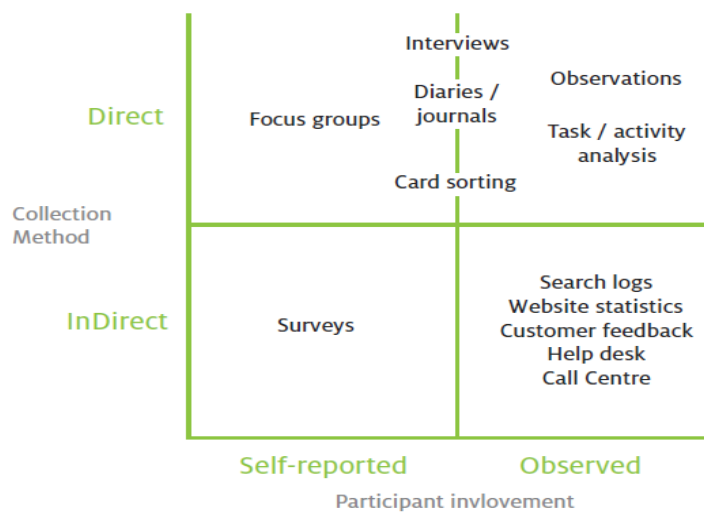 Interviews
Observations
Diaries /
journals
Direct
Focus groups
Task / activity
analysis
Card sorting
Collection
Method
Search logs
Website statistics
InDirect
Surveys
Customer feedback
Help desk
Call Centre
Self-reported
Observed
Participant invlovement